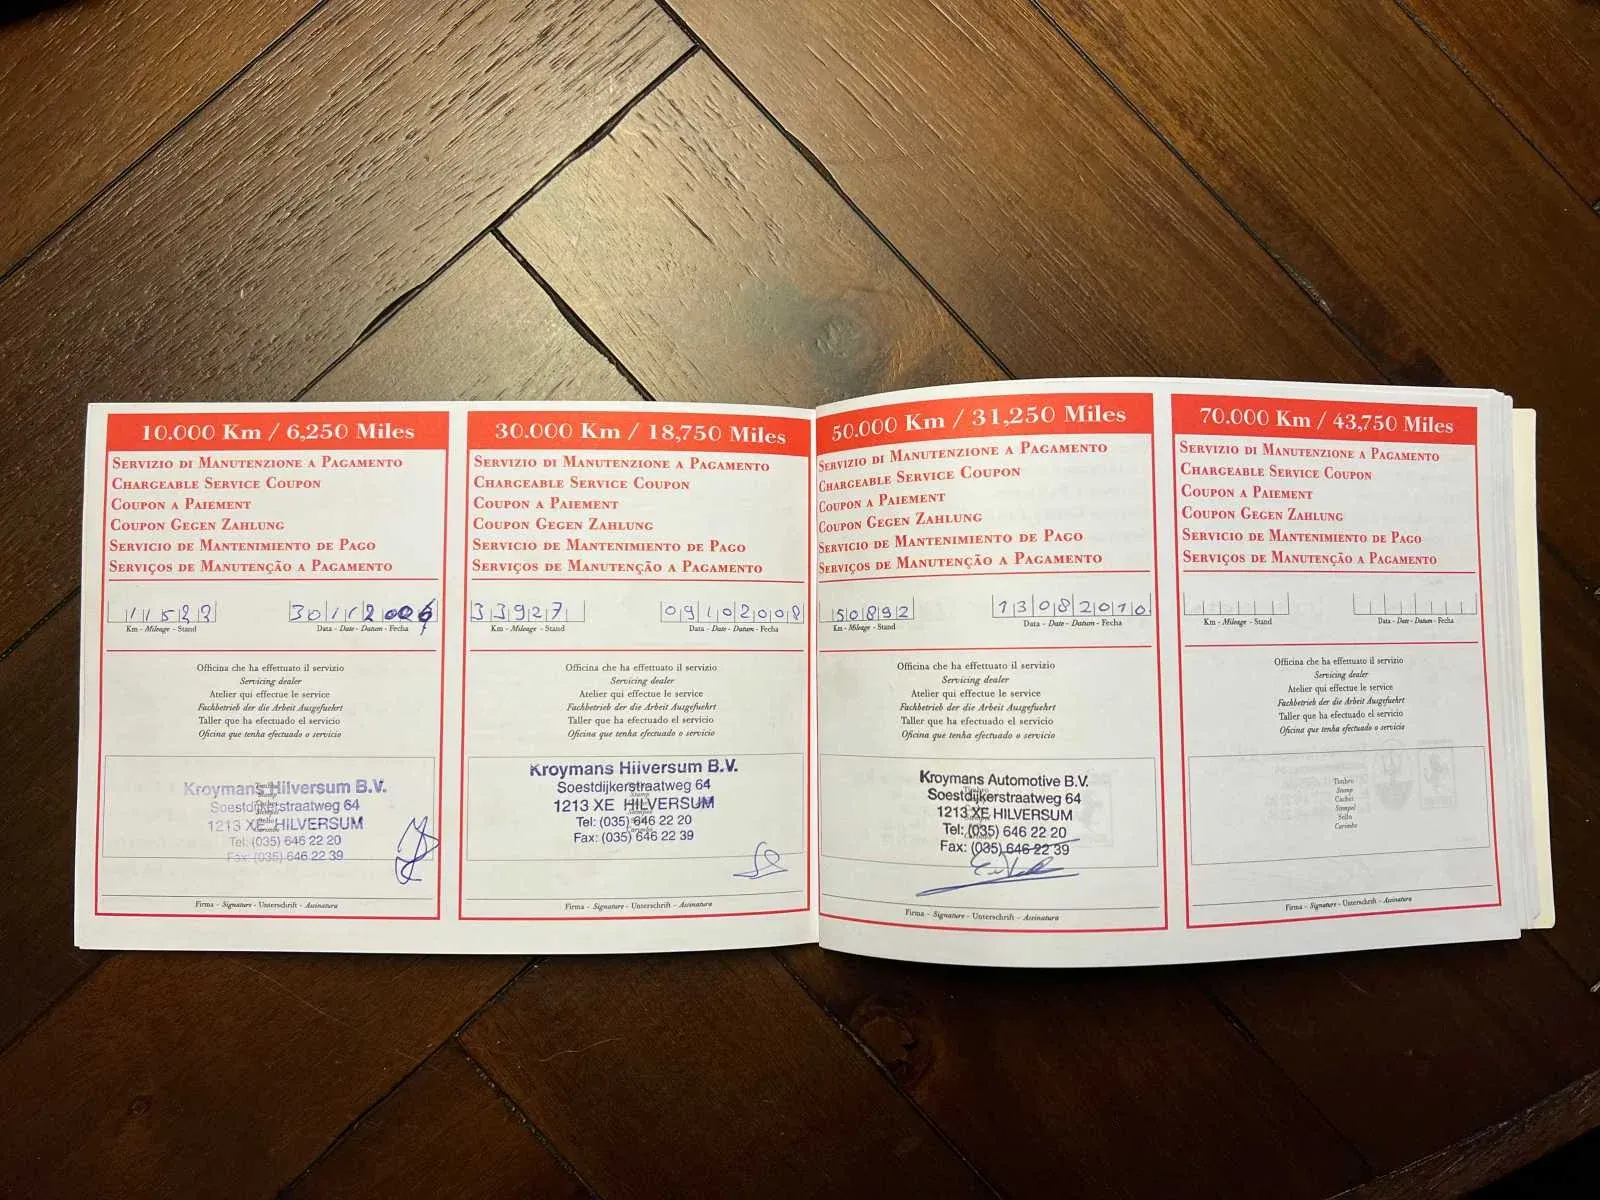 10.000 Km / 6,250 Miles
Servizio di Manutenzione a Pagamento
Chargeable Service Coupon
Coupon a Paiement
Coupon Gegen Zahlung
Servicio de Mantenimiento de Pago
Serviços de Manutenção a Pagamento
Km - Mileage - Stand
Data - Date - Datum - Fecha
Officina che ha effettuato il servizio
Servicing dealer
Atelier qui effectue le service
Fachbetrieb der die Arbeit Ausgefuehrt
Taller que ha efectuado el servicio
Oficina que tenha efectuado o servicio
Kroymans Hilversum B.V.
Soestdijkerstraatweg 64
1213 XE HILVERSUM
Tel: (035) 646 22 20
Fax: (035) 646 22 39
Firma - Signature - Unterschrift - Assinatura
30.000 Km / 18,750 Miles
Servizio di Manutenzione a Pagamento
Chargeable Service Coupon
Coupon a Paiement
Coupon Gegen Zahlung
Servicio de Mantenimiento de Pago
Serviços de Manutenção a Pagamento
33927
09102008
Km - Mileage - Stand
Data - Date - Datum - Fecha
Officina che ha effettuato il servizio
Servicing dealer
Atelier qui effectue le service
Fachbetrieb der die Arbeit Ausgefuehrt
Taller que ha efectuado el servicio
Oficina que tenha efectuado o servicio
Kroymans Hilversum B.V.
Soestdijkerstraatweg 64
1213 XE HILVERSUM
Tel: (035) 646 22 20
Fax: (035) 646 22 39
Firma - Signature - Unterschrift - Assinatura
50.000 Km / 31,250 Miles
Servizio di Manutenzione a Pagamento
Chargeable Service Coupon
Coupon a Paiement
Coupon Gegen Zahlung
Servicio de Mantenimiento de Pago
Serviços de Manutenção a Pagamento
50892
13082010
Km - Mileage - Stand
Data - Date - Datum - Fecha
Officina che ha effettuato il servizio
Servicing dealer
Atelier qui effectue le service
Fachbetrieb der die Arbeit Ausgefuehrt
Taller que ha efectuado el servicio
Oficina que tenha efectuado o servicio
Kroymans Automotive B.V.
Soestdijkerstraatweg 64
1213 XE HILVERSUM
Tel: (035) 646 22 20
Fax: (035) 646 22 39
Firma - Signature - Unterschrift - Assinatura
70.000 Km / 43,750 Miles
Servizio di Manutenzione a Pagamento
Chargeable Service Coupon
Coupon a Paiement
Coupon Gegen Zahlung
Servicio de Mantenimiento de Pago
Serviços de Manutenção a Pagamento
Km - Mileage - Stand
Data - Date - Datum - Fecha
Officina che ha effettuato il servizio
Servicing dealer
Atelier qui effectue le service
Fachbetrieb der die Arbeit Ausgefuehrt
Taller que ha efectuado el servicio
Oficina que tenha efectuado o servicio
Timbro
Stamp
Cachet
Stempel
Sello
Carimbo
Firma - Signature - Unterschrift - Assinatura